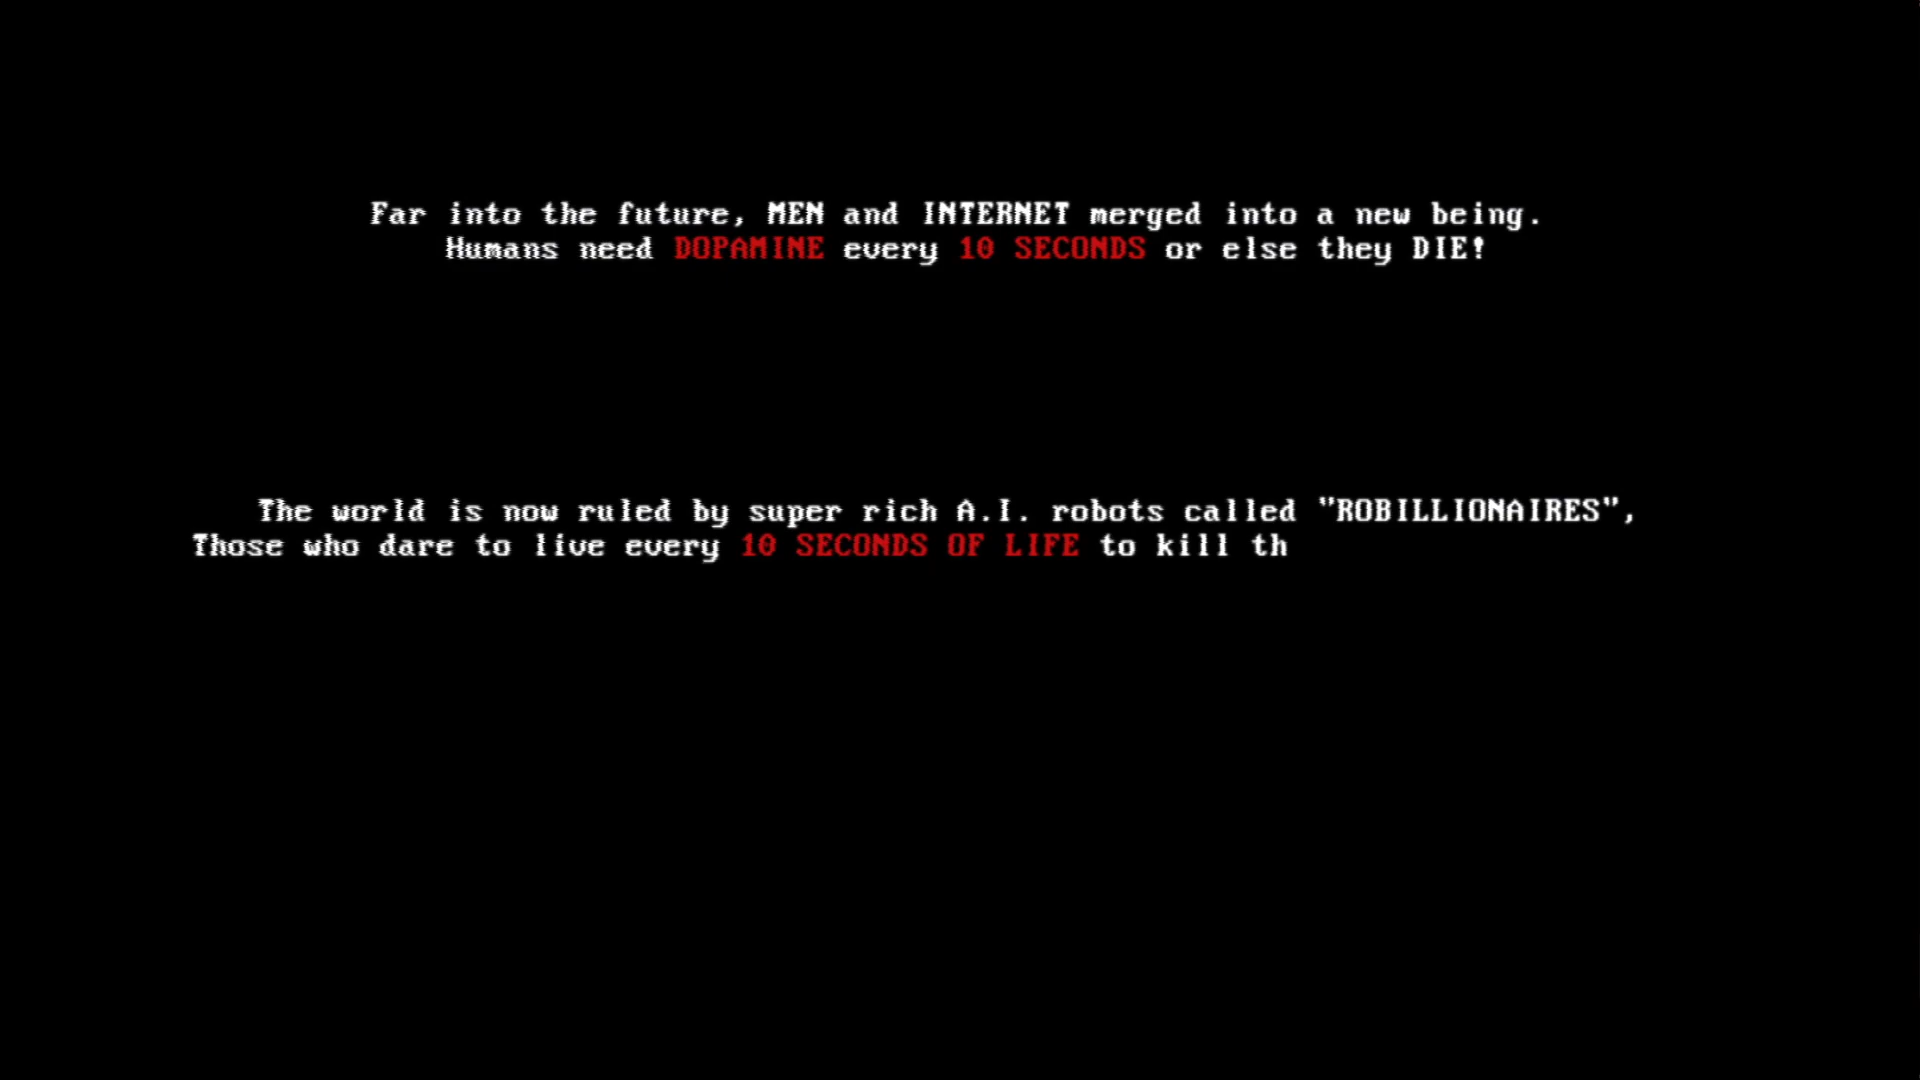 Far into the future, MEN and INTERNET merged into a new being.
Humans need DOPAMINE every 10 SECONDS or else they DIE!
The world is now ruled by super rich A.I. robots called "ROBILLIONAIRES",
Those who dare to live every 10 SECONDS OF LIFE to kill th